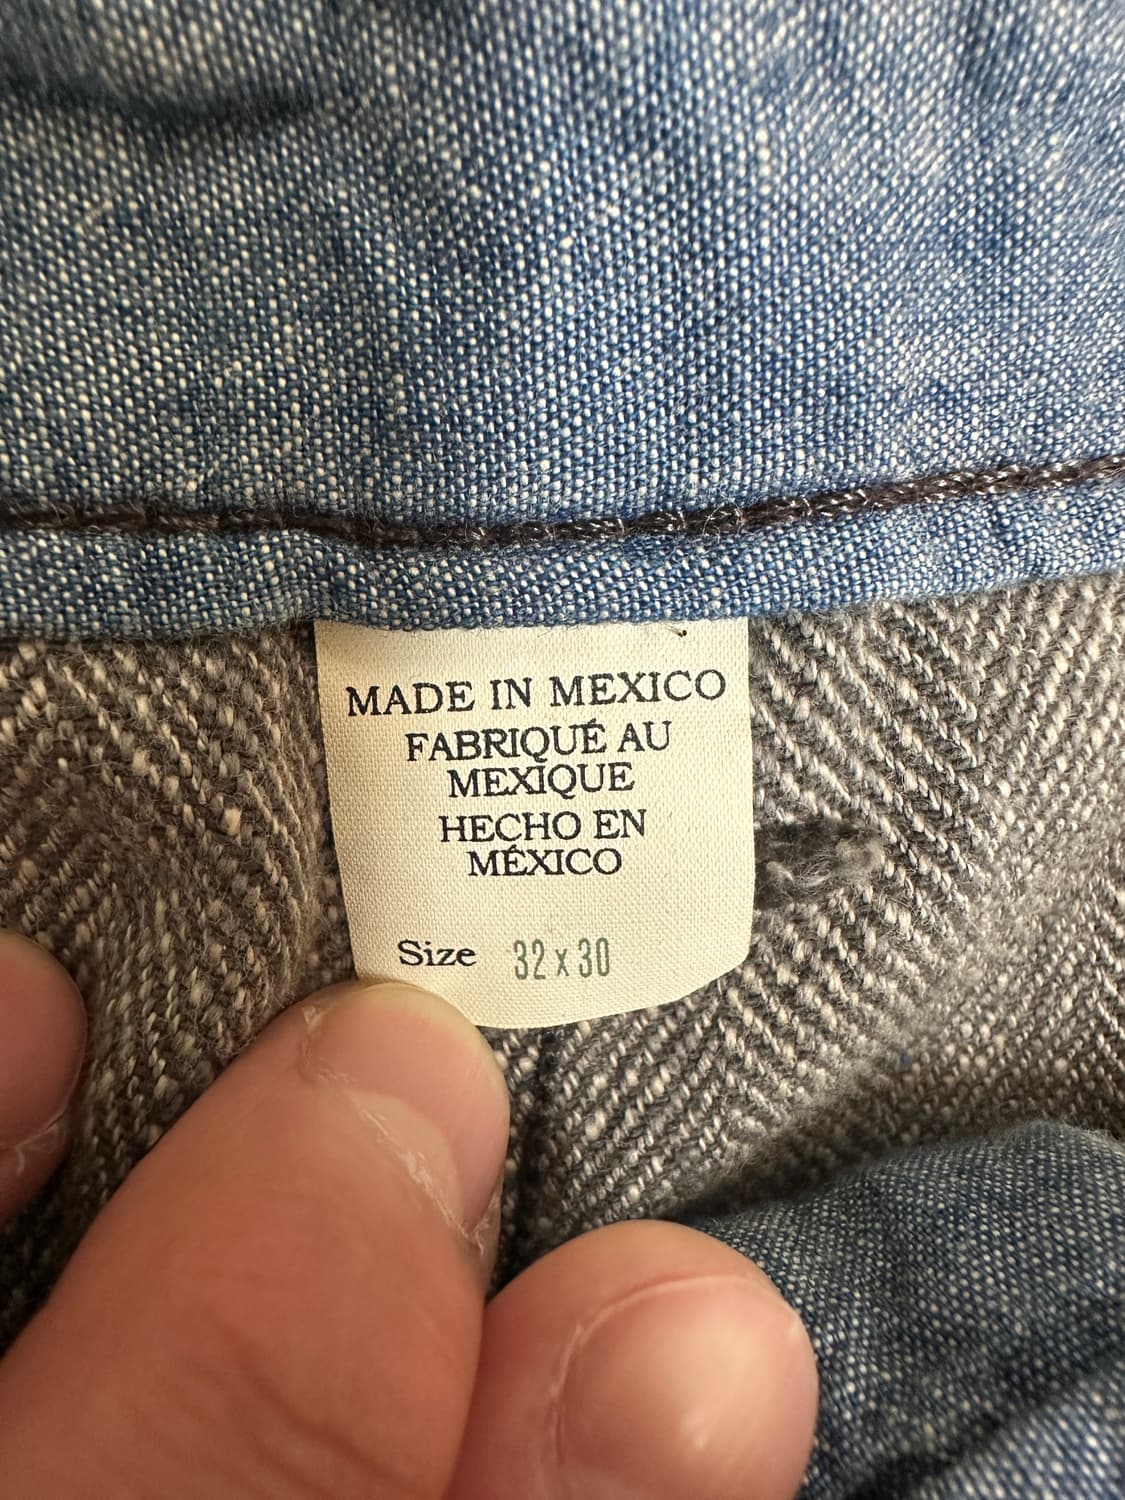 MADE IN MEXICO
FABRIQUÉ AU
MEXIQUE
HECHO EN
MÉXICO
Size 32 x 30